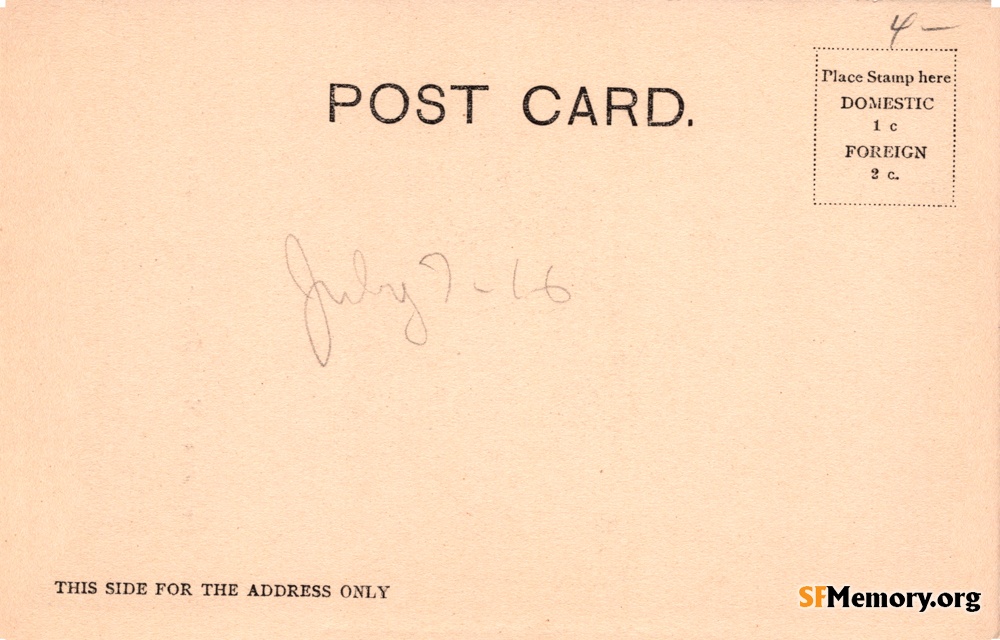 4 -
POST CARD.
Place Stamp here
DOMESTIC
1 c
FOREIGN
2 c.
July 7 - 16
THIS SIDE FOR THE ADDRESS ONLY
SFMemory.org